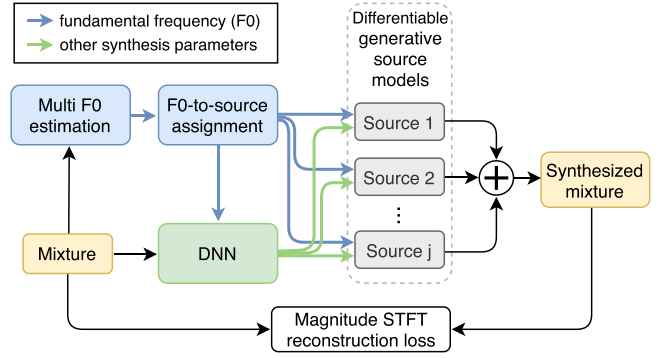 fundamental frequency (F0)
other synthesis parameters
Differentiable
generative
source
models
Multi F0
estimation
F0-to-source
assignment
Source 1
Source 2
...
Source j
Synthesized
mixture
Mixture
DNN
Magnitude STFT
reconstruction loss